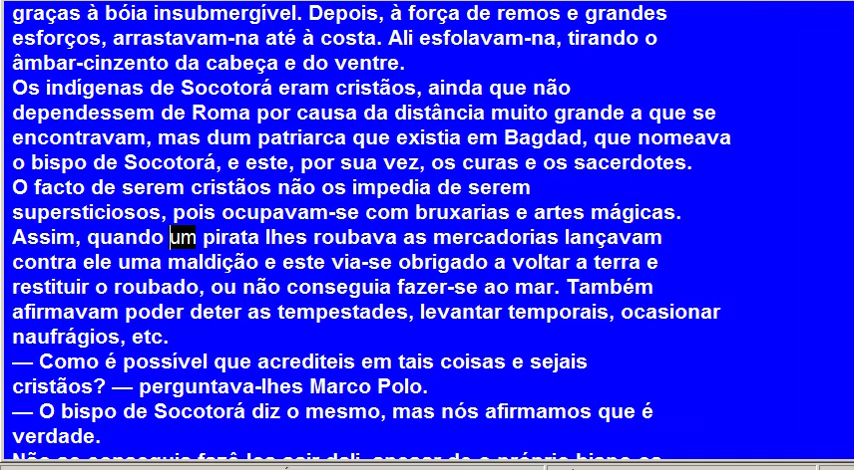 graças à bóia insubmergível. Depois, à força de remos e grandes
esforços, arrastavam-na até à costa. Ali esfolavam-na, tirando o
âmbar-cinzento da cabeça e do ventre.
Os indígenas de Socotorá eram cristãos, ainda que não
dependessem de Roma por causa da distância muito grande a que se
encontravam, mas dum patriarca que existia em Bagdad, que nomeava
o bispo de Socotorá, e este, por sua vez, os curas e os sacerdotes.
O facto de serem cristãos não os impedia de serem
supersticiosos, pois ocupavam-se com bruxarias e artes mágicas.
Assim, quando um pirata lhes roubava as mercadorias lançavam
contra ele uma maldição e este via-se obrigado a voltar a terra e
restituir o roubado, ou não conseguia fazer-se ao mar. Também
afirmavam poder deter as tempestades, levantar temporais, ocasionar
naufrágios, etc.
— Como é possível que acrediteis em tais coisas e sejais
cristãos? — perguntava-lhes Marco Polo.
— O bispo de Socotorá diz o mesmo, mas nós afirmamos que é
verdade.